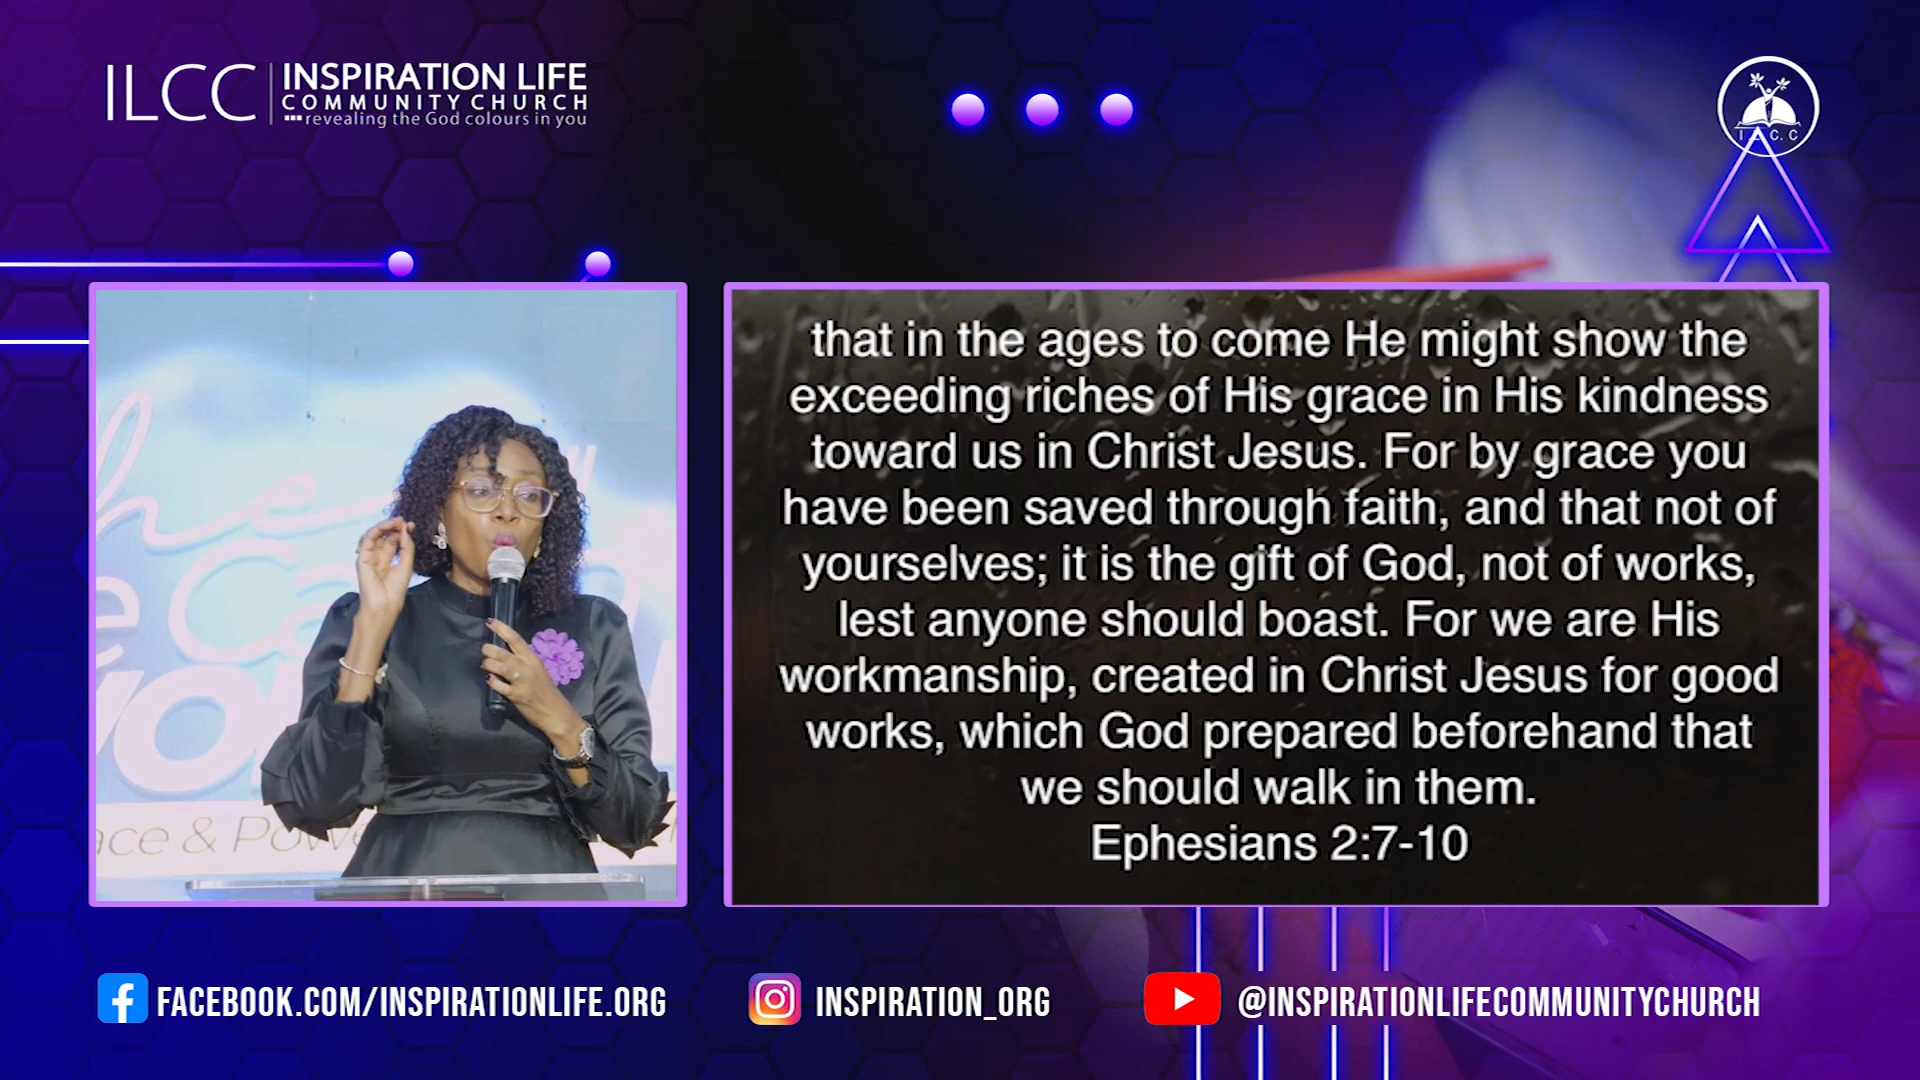 ILCC
INSPIRATION LIFE
COMMUNITY CHURCH
...revealing the God colours in you
that in the ages to come He might show the
exceeding riches of His grace in His kindness
toward us in Christ Jesus. For by grace you
have been saved through faith, and that not of
yourselves; it is the gift of God, not of works,
lest anyone should boast. For we are His
workmanship, created in Christ Jesus for good
works, which God prepared beforehand that
we should walk in them.
Ephesians 2:7-10
FACEBOOK.COM/INSPIRATIONLIFE.ORG
INSPIRATION_ORG
@INSPIRATIONLIFECOMMUNITYCHURCH